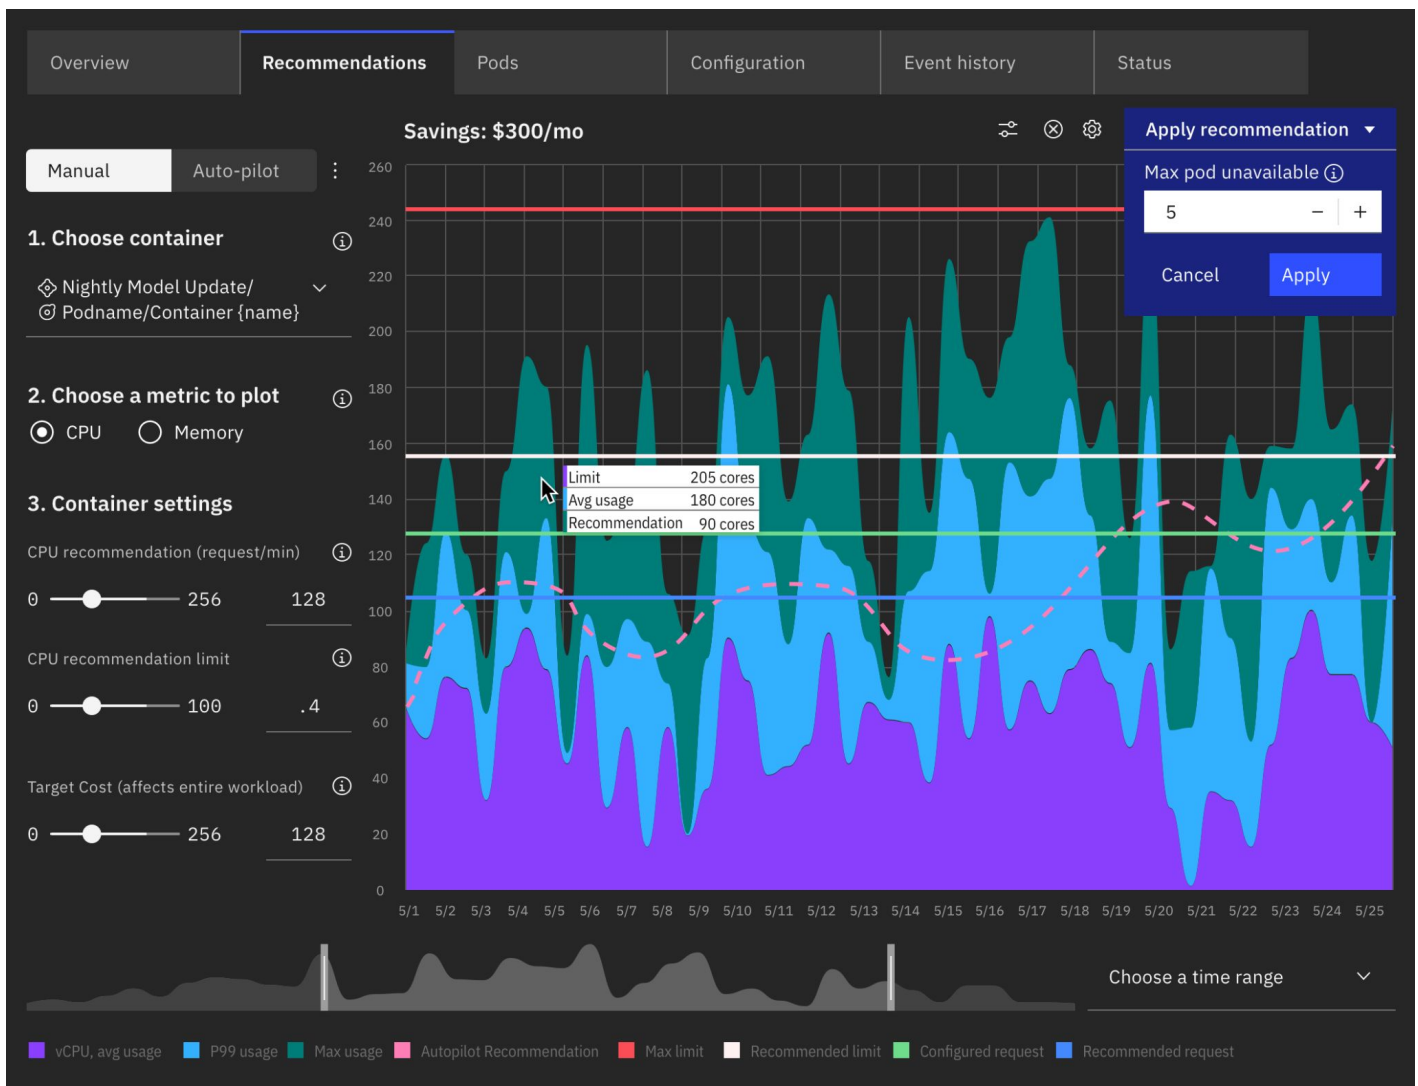 Overview Recommendations Pods Configuration Event history Status
Savings: $300/mo
Apply recommendation
Max pod unavailable
5 − +
Cancel Apply
Manual Auto-pilot
1. Choose container
Nightly Model Update/
Podname/Container {name}
2. Choose a metric to plot
CPU Memory
3. Container settings
CPU recommendation (request/min)
0 256 128
CPU recommendation limit
0 100 .4
Target Cost (affects entire workload)
0 256 128
260
240
220
200
180
160
140
120
100
80
60
40
20
0
Limit 205 cores
Avg usage 180 cores
Recommendation 90 cores
5/1 5/2 5/3 5/4 5/5 5/6 5/7 5/8 5/9 5/10 5/11 5/12 5/13 5/14 5/15 5/16 5/17 5/18 5/19 5/20 5/21 5/22 5/23 5/24 5/25
Choose a time range
vCPU, avg usage P99 usage Max usage Autopilot Recommendation Max limit Recommended limit Configured request Recommended request